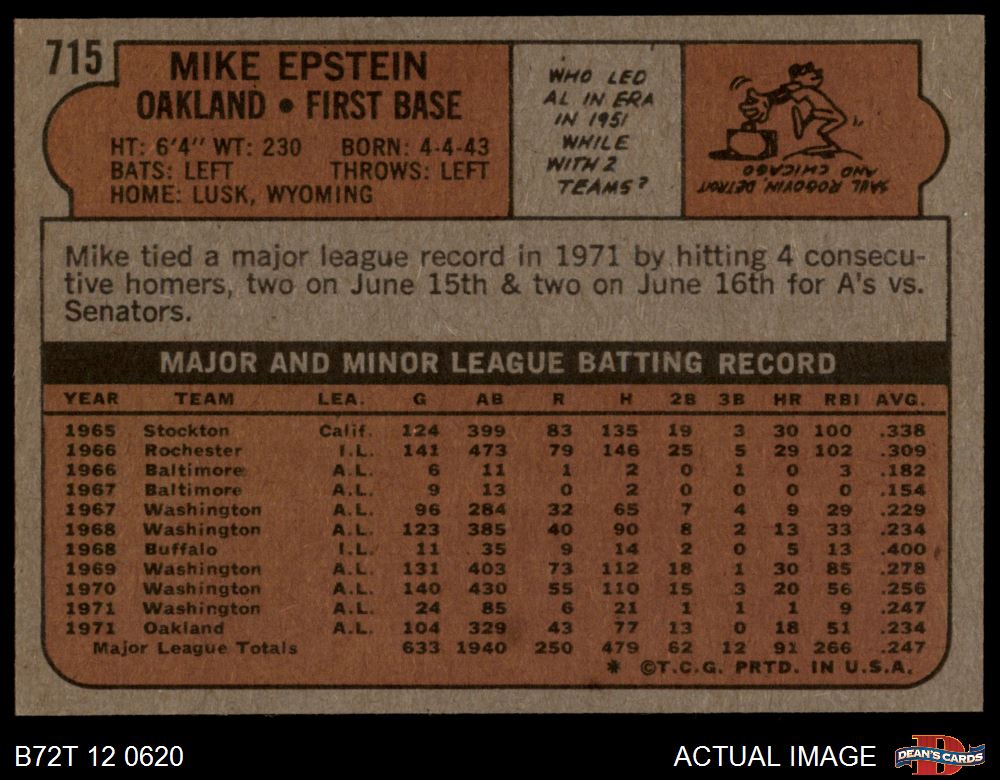 715
MIKE EPSTEIN
OAKLAND • FIRST BASE
HT: 6'4" WT: 230 BORN: 4-4-43
BATS: LEFT THROWS: LEFT
HOME: LUSK, WYOMING
WHO LED
AL IN ERA
IN 1951
WHILE
WITH 2
TEAMS?
SAUL ROGOVIN, DETROIT
AND CHICAGO
Mike tied a major league record in 1971 by hitting 4 consecu-
tive homers, two on June 15th & two on June 16th for A's vs.
Senators.
MAJOR AND MINOR LEAGUE BATTING RECORD
YEAR TEAM LEA. G AB R H 2B 3B HR RBI AVG.
1965 Stockton Calif. 124 399 83 135 19 3 30 100 .338
1966 Rochester I.L. 141 473 79 146 25 5 29 102 .309
1966 Baltimore A.L. 6 11 1 2 0 1 0 3 .182
1967 Baltimore A.L. 9 13 0 2 0 0 0 0 .154
1967 Washington A.L. 96 284 32 65 7 4 9 29 .229
1968 Washington A.L. 123 385 40 90 8 2 13 33 .234
1968 Buffalo I.L. 11 35 9 14 2 0 5 13 .400
1969 Washington A.L. 131 403 73 112 18 1 30 85 .278
1970 Washington A.L. 140 430 55 110 15 3 20 56 .256
1971 Washington A.L. 24 85 6 21 1 1 1 9 .247
1971 Oakland A.L. 104 329 43 77 13 0 18 51 .234
Major League Totals 633 1940 250 479 62 12 91 266 .247
* ©T.C.G. PRTD. IN U.S.A.
B72T 12 0620
ACTUAL IMAGE
D
DEAN'S CARDS